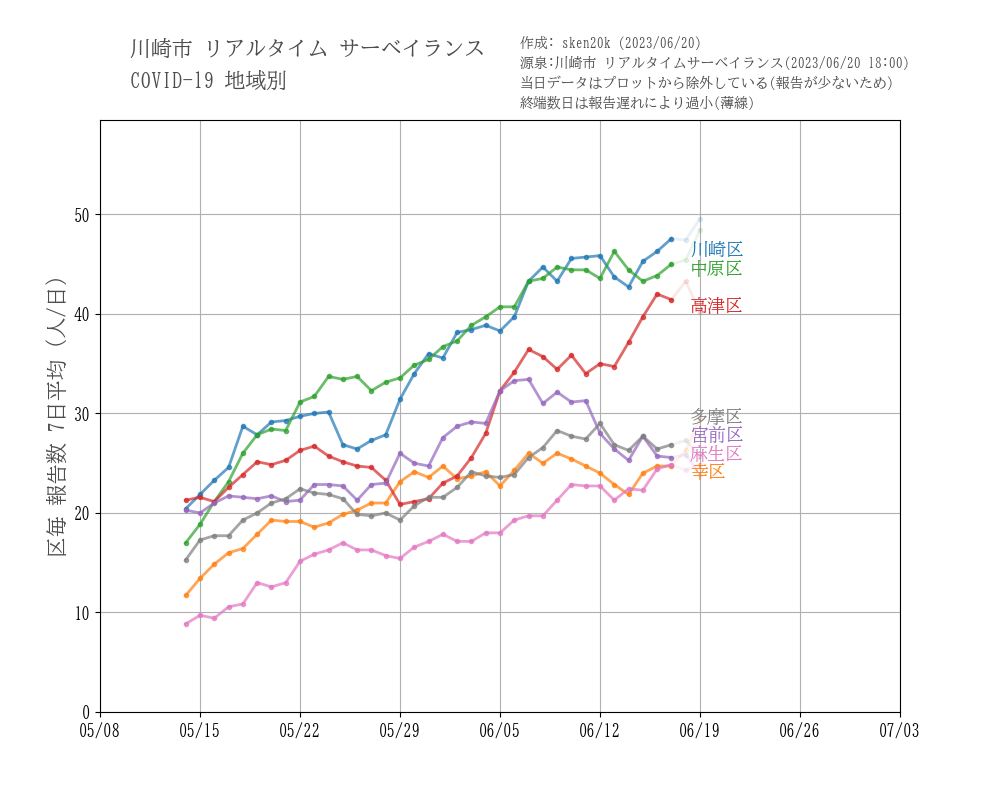 川崎市 リアルタイム サーベイランス
COVID-19 地域別
作成: sken20k (2023/06/20)
源泉:川崎市 リアルタイムサーベイランス(2023/06/20 18:00)
当日データはプロットから除外している(報告が少ないため)
終端数日は報告遅れにより過小(薄線)
区毎 報告数 7日平均 (人/日)
50
40
30
20
10
0
川崎区
中原区
高津区
多摩区
宮前区
麻生区
幸区
05/08 05/15 05/22 05/29 06/05 06/12 06/19 06/26 07/03